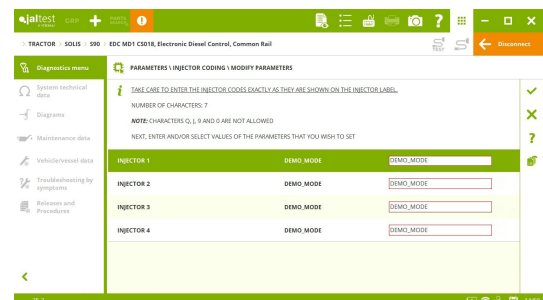 jaltest
GRP
PARTS
TRACTOR > SOLIS > S90 > EDC MD1 CS018, Electronic Diesel Control, Common Rail
TEST
Disconnect
Diagnostics menu
PARAMETERS \ INJECTOR CODING \ MODIFY PARAMETERS
System technical data
TAKE CARE TO ENTER THE INJECTOR CODES EXACTLY AS THEY ARE SHOWN ON THE INJECTOR LABEL.
NUMBER OF CHARACTERS: 7
Diagrams
NOTE: CHARACTERS Q, J, 9 AND 0 ARE NOT ALLOWED
Maintenance data
NEXT, ENTER AND/OR SELECT VALUES OF THE PARAMETERS THAT YOU WISH TO SET
Vehicle/vessel data
INJECTOR 1 DEMO_MODE DEMO_MODE
Troubleshooting by symptoms
INJECTOR 2 DEMO_MODE DEMO_MODE
Releases and Procedures
INJECTOR 3 DEMO_MODE DEMO_MODE
INJECTOR 4 DEMO_MODE DEMO_MODE